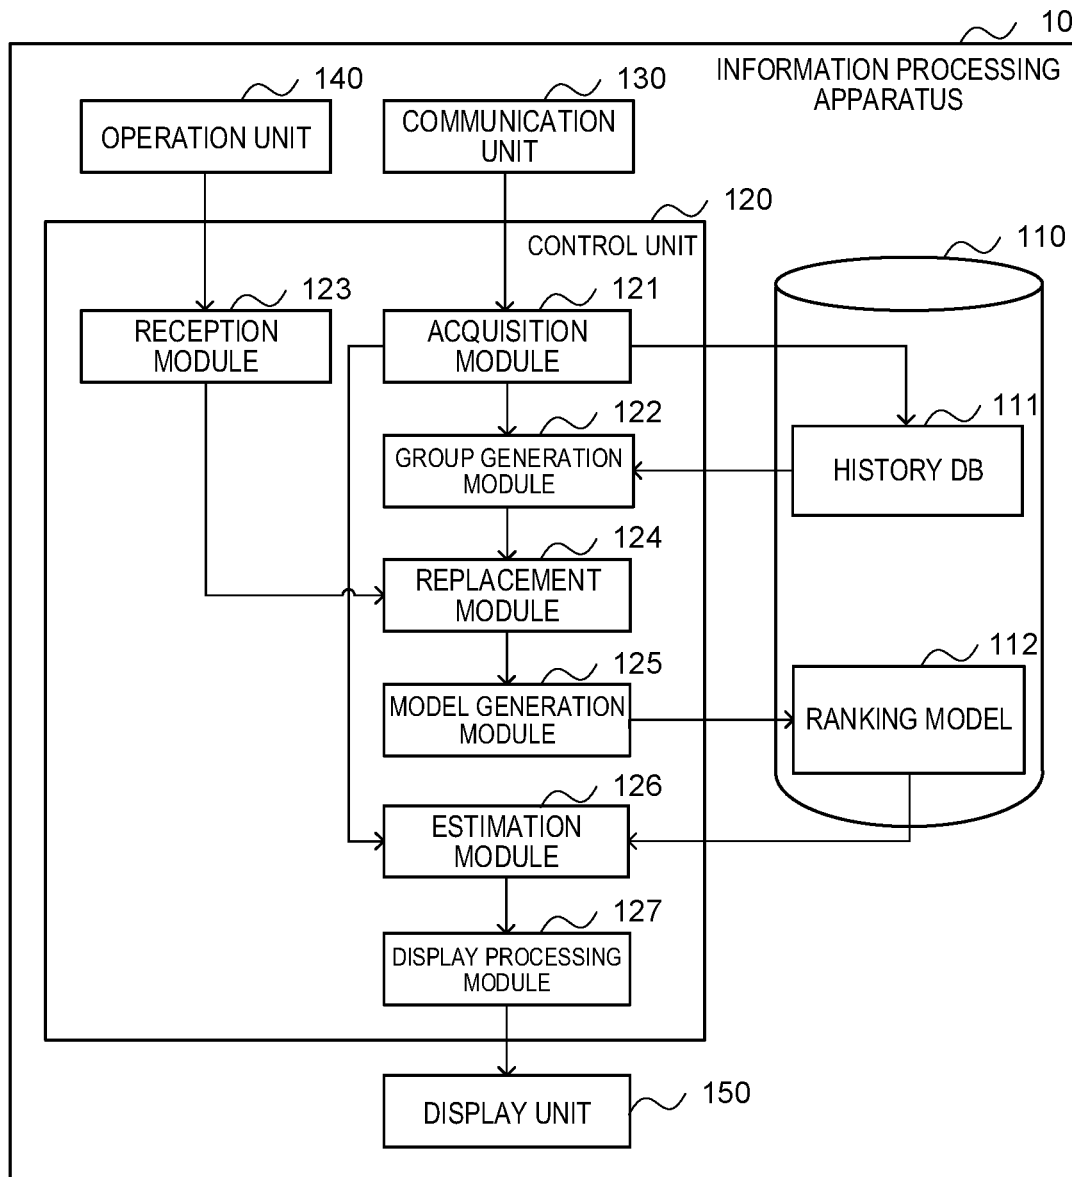 10
INFORMATION PROCESSING
APPARATUS
140
OPERATION UNIT
130
COMMUNICATION
UNIT
120
CONTROL UNIT
110
123
RECEPTION
MODULE
121
ACQUISITION
MODULE
122
GROUP GENERATION
MODULE
111
HISTORY DB
124
REPLACEMENT
MODULE
125
MODEL GENERATION
MODULE
112
RANKING MODEL
126
ESTIMATION
MODULE
127
DISPLAY PROCESSING
MODULE
150
DISPLAY UNIT